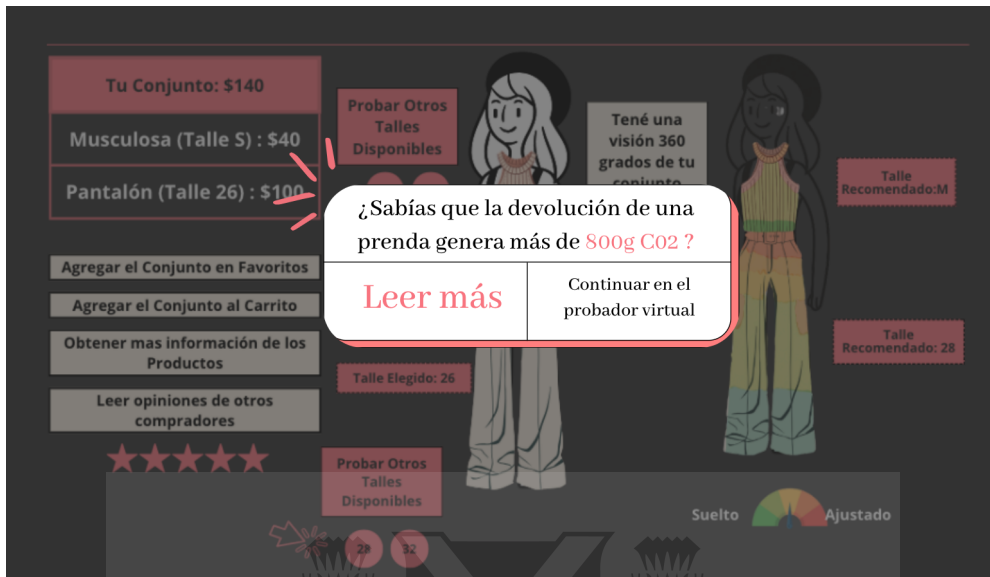 Tu Conjunto: $140
Musculosa (Talle S) : $40
Pantalón (Talle 26) : $100
Agregar el Conjunto en Favoritos
Agregar el Conjunto al Carrito
Obtener mas información de los
Productos
Leer opiniones de otros
compradores
Probar Otros
Talles
Disponibles
Tené una
visión 360
grados de tu
conjunto
¿Sabías que la devolución de una
prenda genera más de 800g C02 ?
Leer más
Continuar en el
probador virtual
Talle
Recomendado:M
Talle
Recomendado: 28
Talle Elegido: 26
Probar Otros
Talles
Disponibles
28 32
Suelto Ajustado